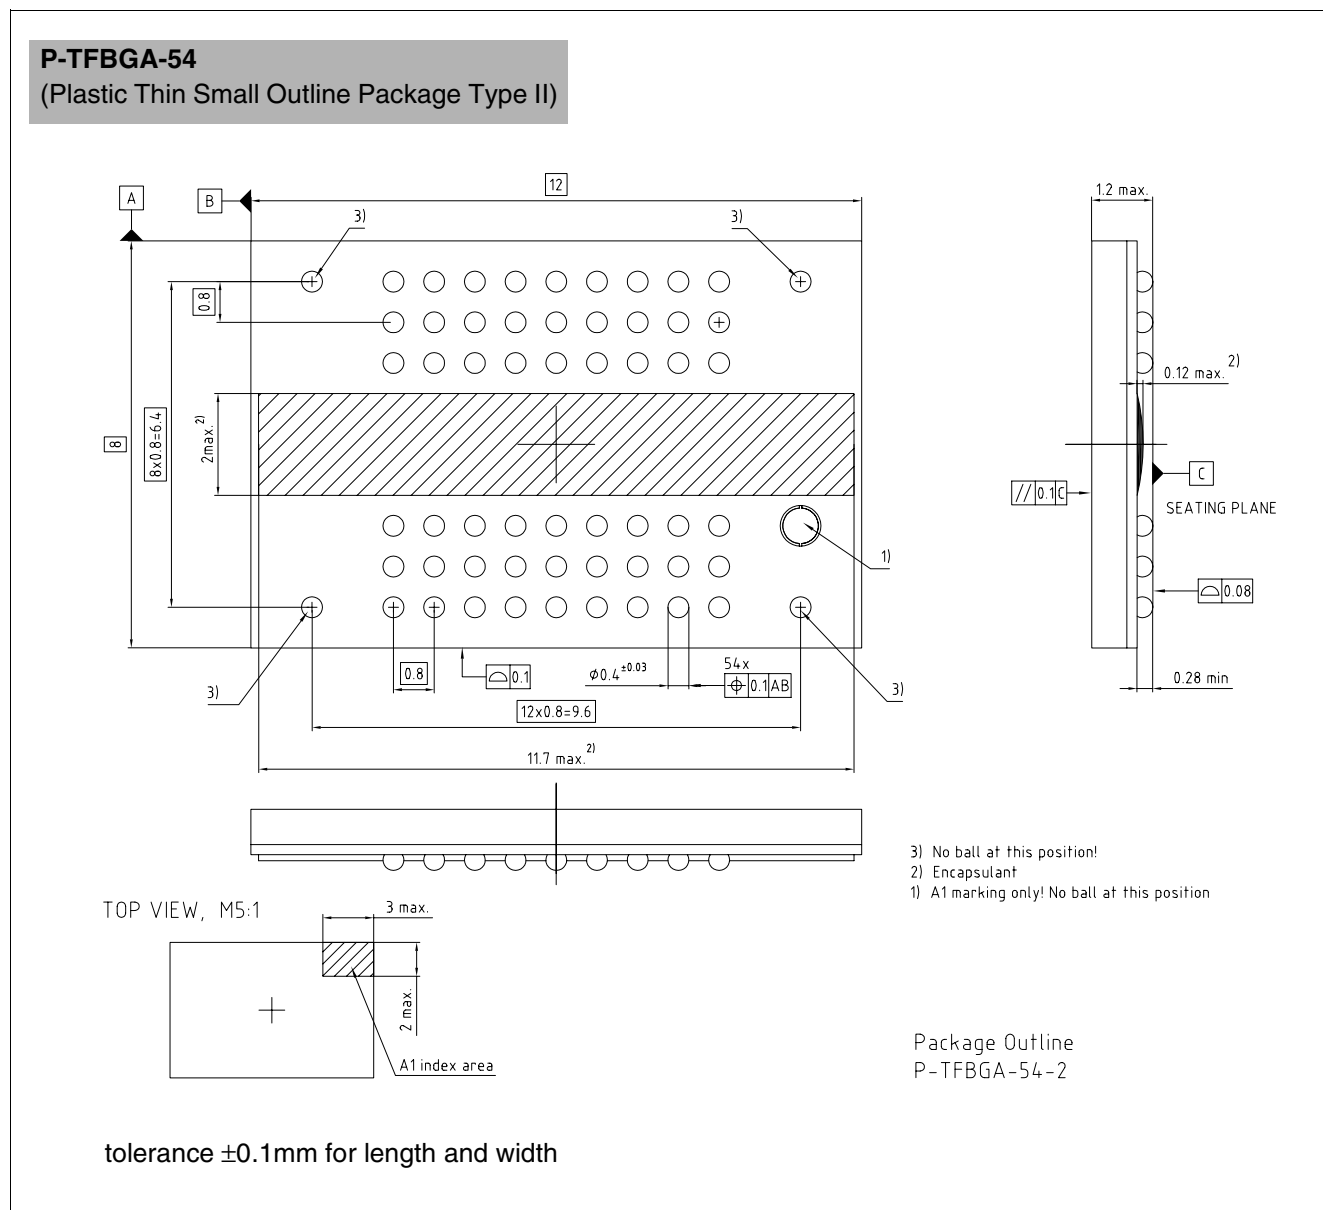 P-TFBGA-54
(Plastic Thin Small Outline Package Type II)
A
B
12
1.2 max.
3)
3)
0.8
0.12 max. 2)
8
8x0.8=6.4
2max.2)
C
// 0.1 C
SEATING PLANE
1)
0.08
0.8
0.1
Ø0.4±0.03
54x
0.1 AB
3)
3)
0.28 min
12x0.8=9.6
11.7 max.2)
3) No ball at this position!
2) Encapsulant
1) A1 marking only! No ball at this position
TOP VIEW, M5:1
3 max.
2 max.
A1 index area
Package Outline
P-TFBGA-54-2
tolerance ±0.1mm for length and width